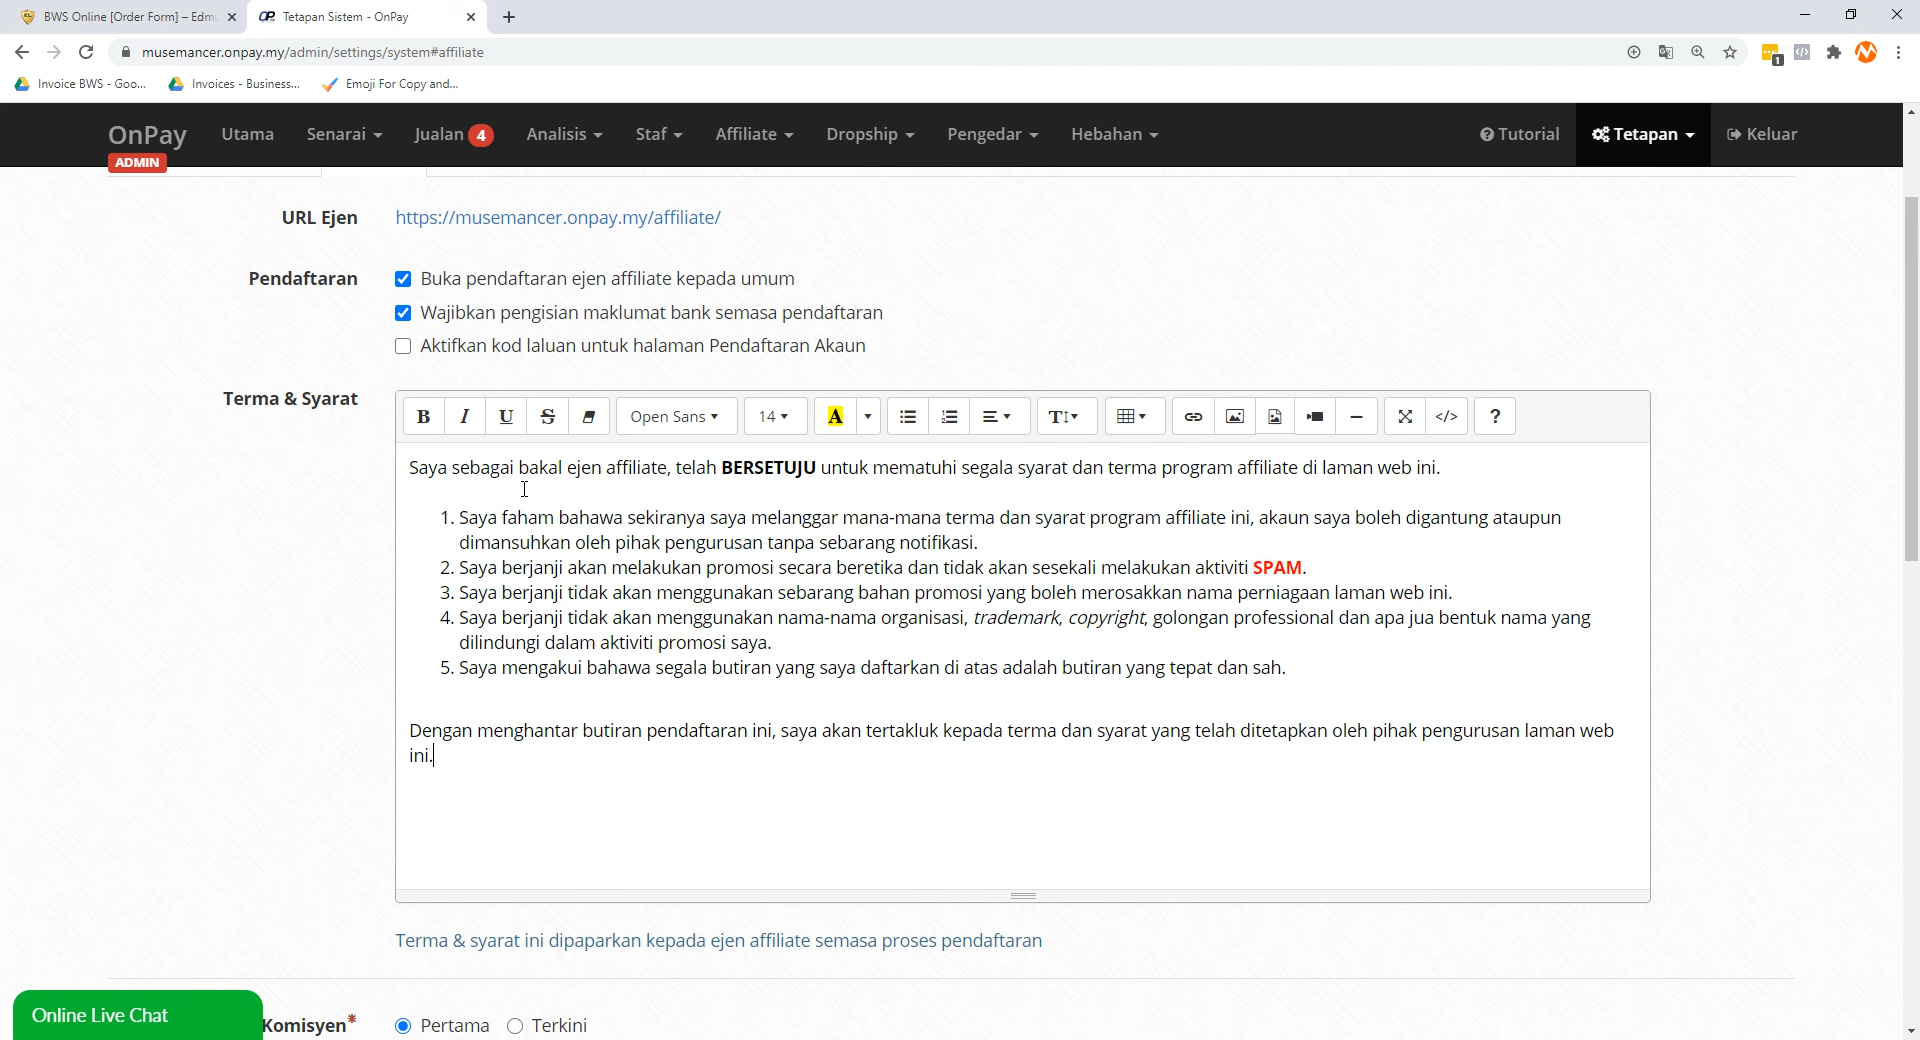 BWS Online [Order Form] – Edm
Tetapan Sistem - OnPay
musemancer.onpay.my/admin/settings/system#affiliate
1
Invoice BWS - Goo...
Invoices - Business...
Emoji For Copy and...
OnPay
ADMIN
Utama
Senarai
Jualan 4
Analisis
Staf
Affiliate
Dropship
Pengedar
Hebahan
Tutorial
Tetapan
Keluar
URL Ejen
https://musemancer.onpay.my/affiliate/
Pendaftaran
Buka pendaftaran ejen affiliate kepada umum
Wajibkan pengisian maklumat bank semasa pendaftaran
Aktifkan kod laluan untuk halaman Pendaftaran Akaun
Terma & Syarat
B I U S Open Sans 14 A T </> ?
Saya sebagai bakal ejen affiliate, telah BERSETUJU untuk mematuhi segala syarat dan terma program affiliate di laman web ini.
1. Saya faham bahawa sekiranya saya melanggar mana-mana terma dan syarat program affiliate ini, akaun saya boleh digantung ataupun
dimansuhkan oleh pihak pengurusan tanpa sebarang notifikasi.
2. Saya berjanji akan melakukan promosi secara beretika dan tidak akan sesekali melakukan aktiviti SPAM.
3. Saya berjanji tidak akan menggunakan sebarang bahan promosi yang boleh merosakkan nama perniagaan laman web ini.
4. Saya berjanji tidak akan menggunakan nama-nama organisasi, trademark, copyright, golongan professional dan apa jua bentuk nama yang
dilindungi dalam aktiviti promosi saya.
5. Saya mengakui bahawa segala butiran yang saya daftarkan di atas adalah butiran yang tepat dan sah.
Dengan menghantar butiran pendaftaran ini, saya akan tertakluk kepada terma dan syarat yang telah ditetapkan oleh pihak pengurusan laman web
ini.
Terma & syarat ini dipaparkan kepada ejen affiliate semasa proses pendaftaran
Online Live Chat
Komisyen*
Pertama
Terkini